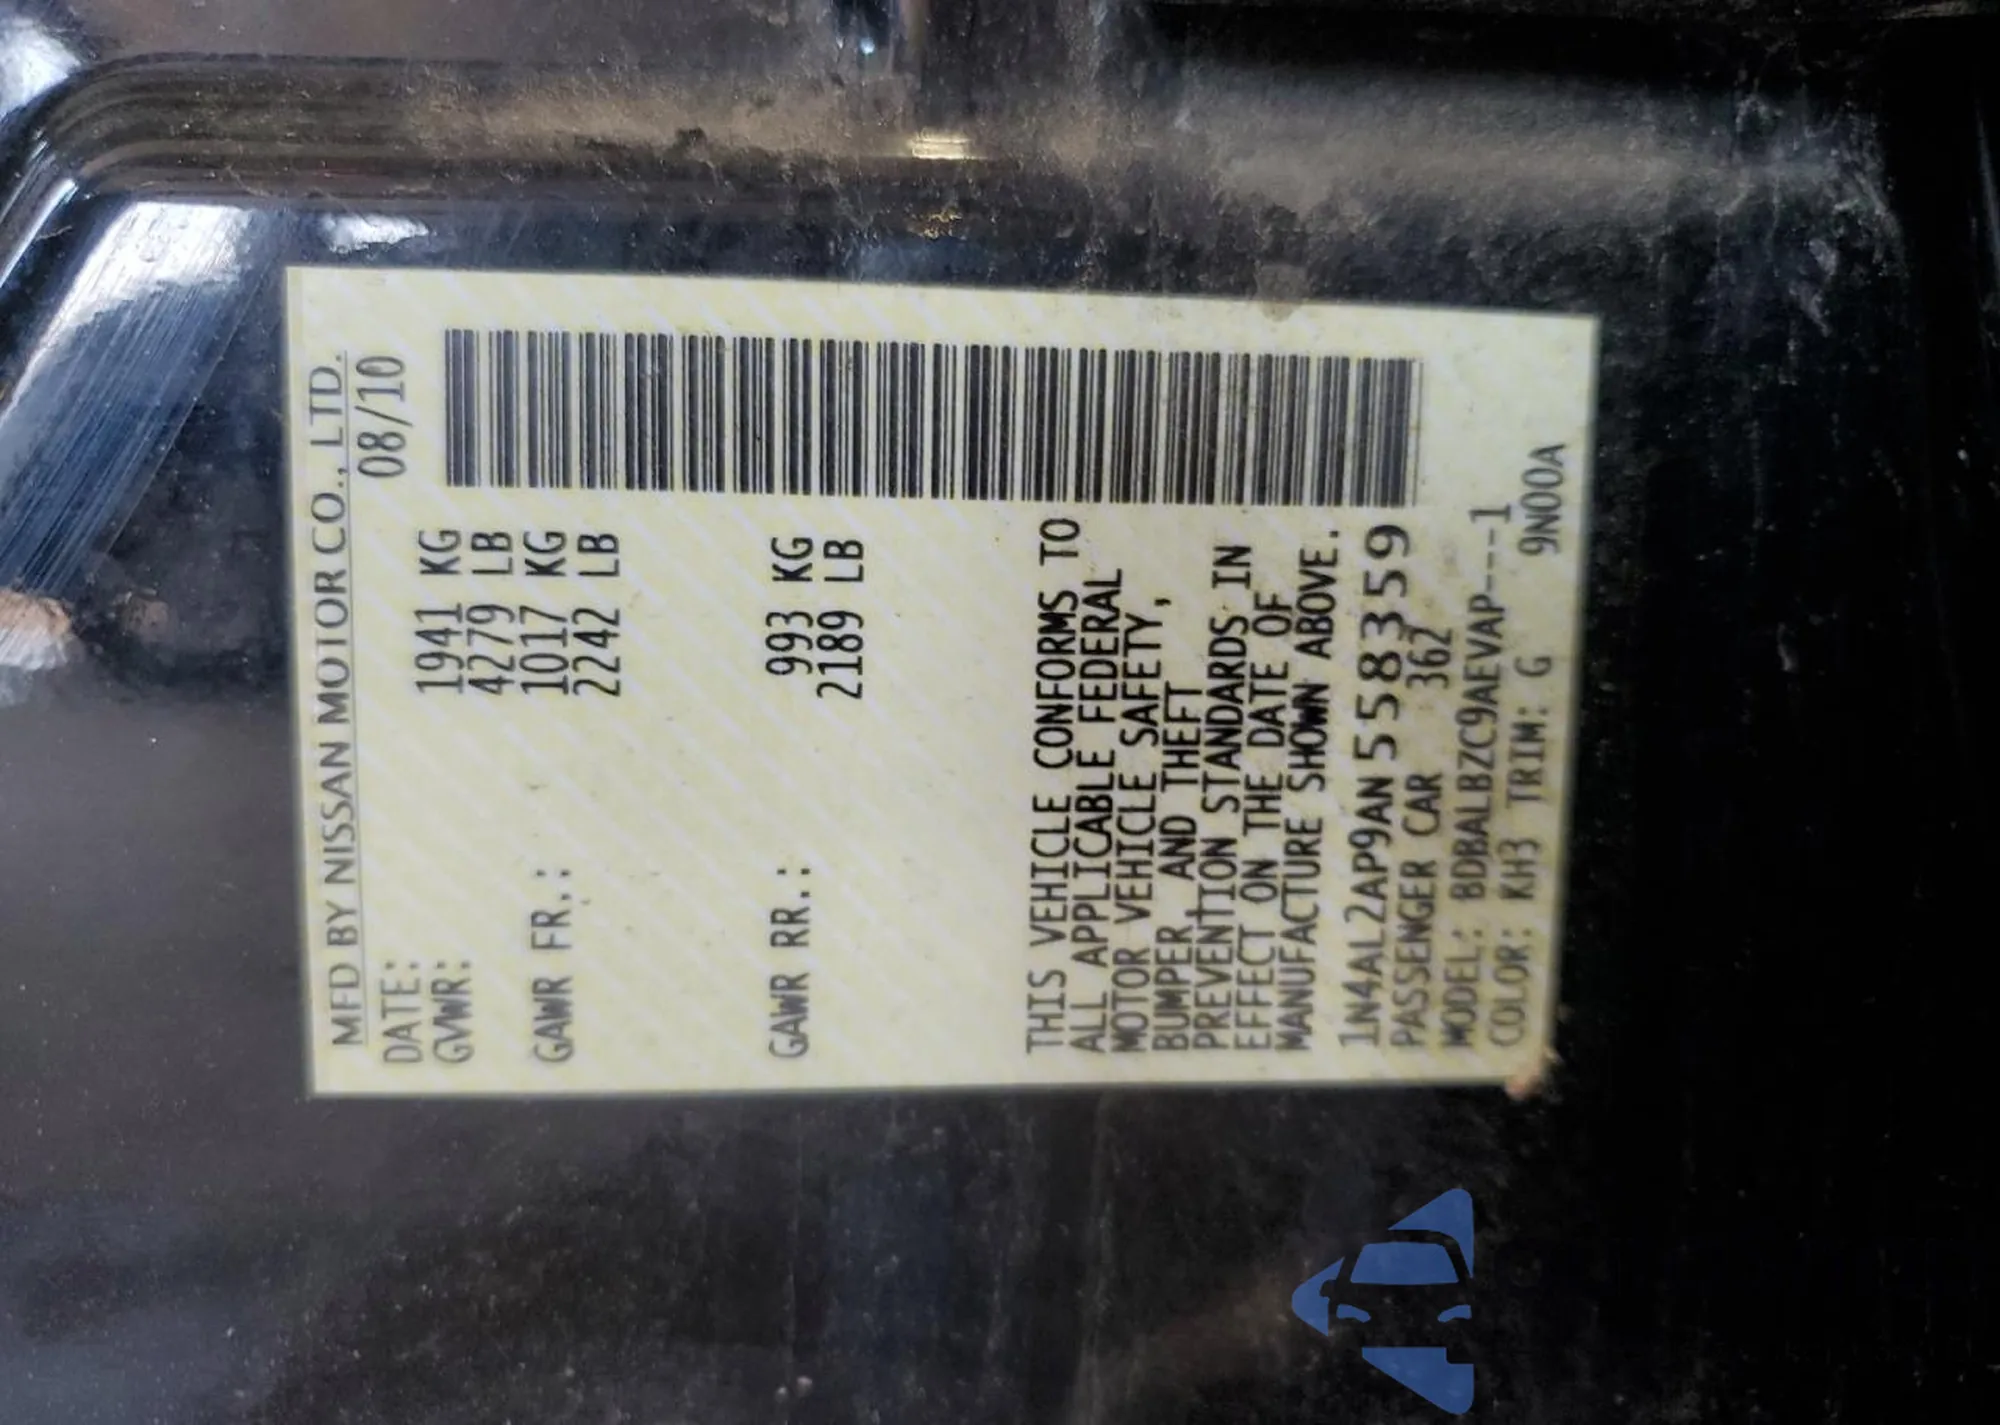 MFD BY NISSAN MOTOR CO., LTD.
DATE: 08/10
GVWR: 1941 KG
4279 LB
GAWR FR.: 1017 KG
2242 LB
GAWR RR.: 993 KG
2189 LB
THIS VEHICLE CONFORMS TO
ALL APPLICABLE FEDERAL
MOTOR VEHICLE SAFETY,
BUMPER AND THEFT
PREVENTION STANDARDS IN
EFFECT ON THE DATE OF
MANUFACTURE SHOWN ABOVE.
1N4AL2AP9AN558359
PASSENGER CAR 362
MODEL: BDBALBZC9AEVAP---1
COLOR: KH3 TRIM: G 9N00A